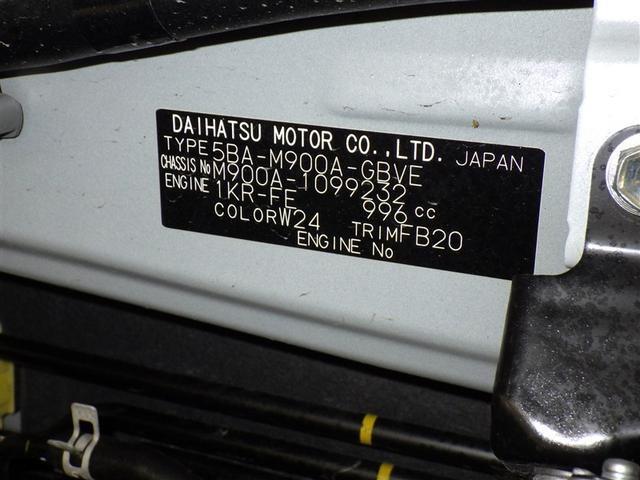 DAIHATSU MOTOR CO.,LTD. JAPAN
TYPE 5BA-M900A-GBVE
CHASSIS No M900A-1099232
ENGINE 1KR-FE 996 cc
COLOR W24 TRIM FB20
ENGINE No